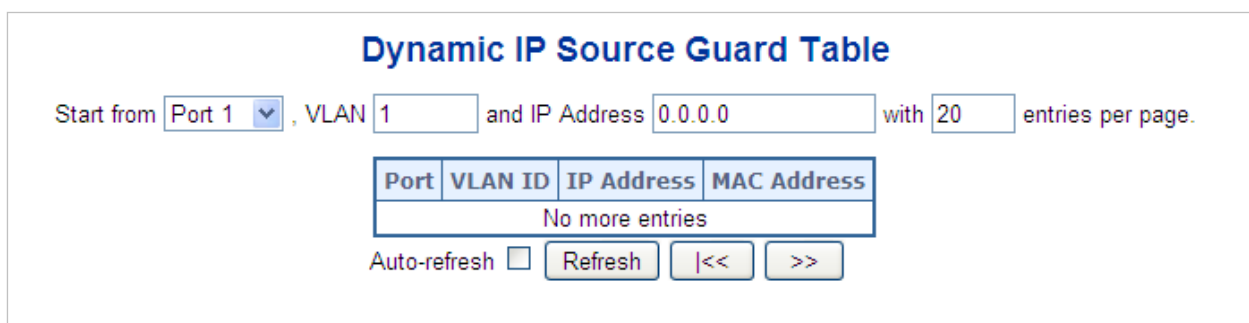 Dynamic IP Source Guard Table
Start from Port 1 , VLAN 1 and IP Address 0.0.0.0 with 20 entries per page.
Port VLAN ID IP Address MAC Address
No more entries
Auto-refresh Refresh |<< >>